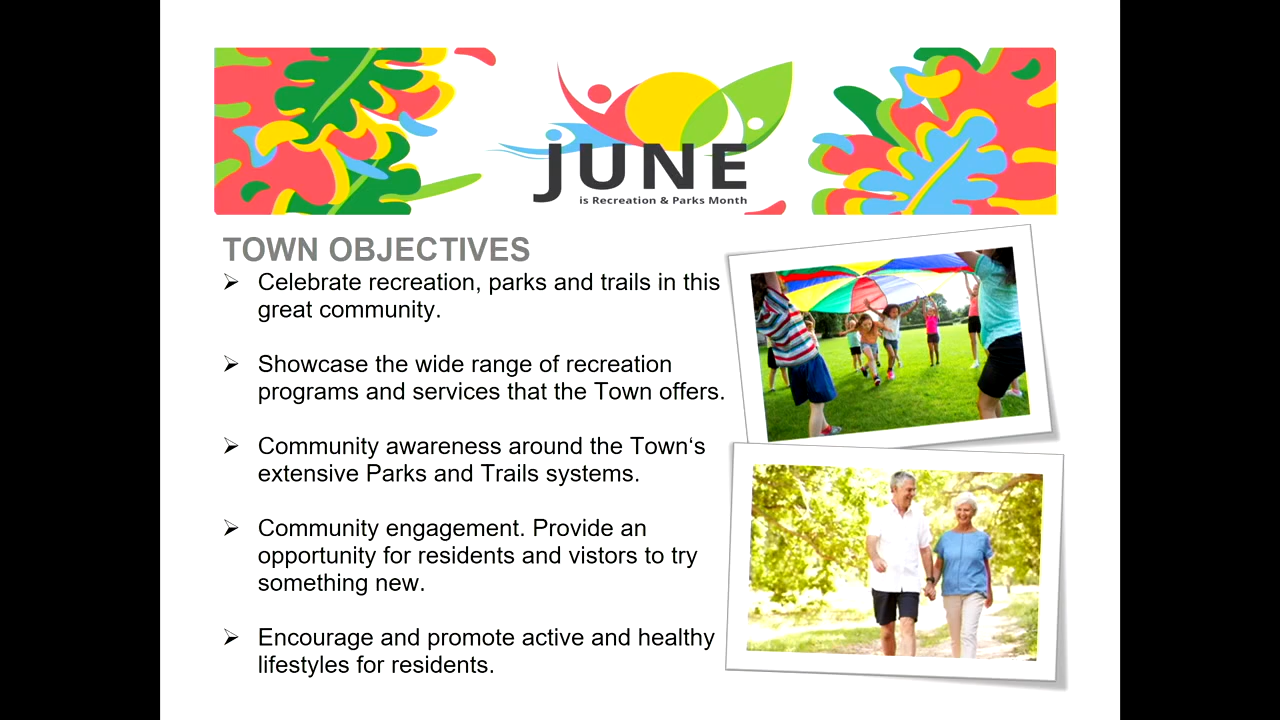 JUNE
is Recreation & Parks Month
TOWN OBJECTIVES
➢ Celebrate recreation, parks and trails in this
great community.
➢ Showcase the wide range of recreation
programs and services that the Town offers.
➢ Community awareness around the Town‘s
extensive Parks and Trails systems.
➢ Community engagement. Provide an
opportunity for residents and vistors to try
something new.
➢ Encourage and promote active and healthy
lifestyles for residents.